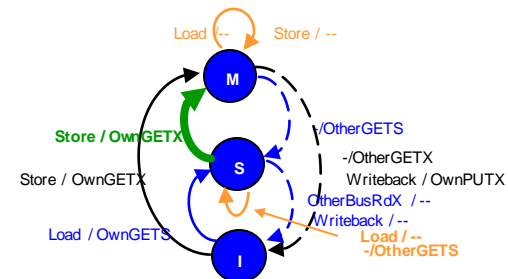 Load /--
Store / --
M
-/OtherGETS
Store / OwnGETX
-/OtherGETX
S
Store / OwnGETX
Writeback / OwnPUTX
OtherBusRdX / --
Writeback / --
Load / OwnGETS
Load / --
-/OtherGETS
I